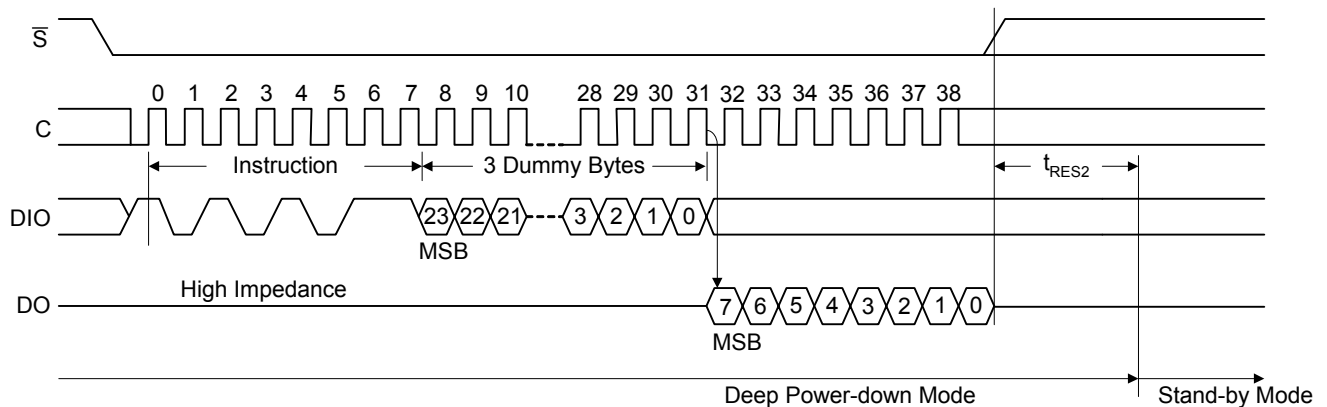 S
0 1 2 3 4 5 6 7 8 9 10 28 29 30 31 32 33 34 35 36 37 38
C
Instruction 3 Dummy Bytes tRES2
DIO 23 22 21 3 2 1 0
MSB
High Impedance
DO 7 6 5 4 3 2 1 0
MSB
Deep Power-down Mode Stand-by Mode